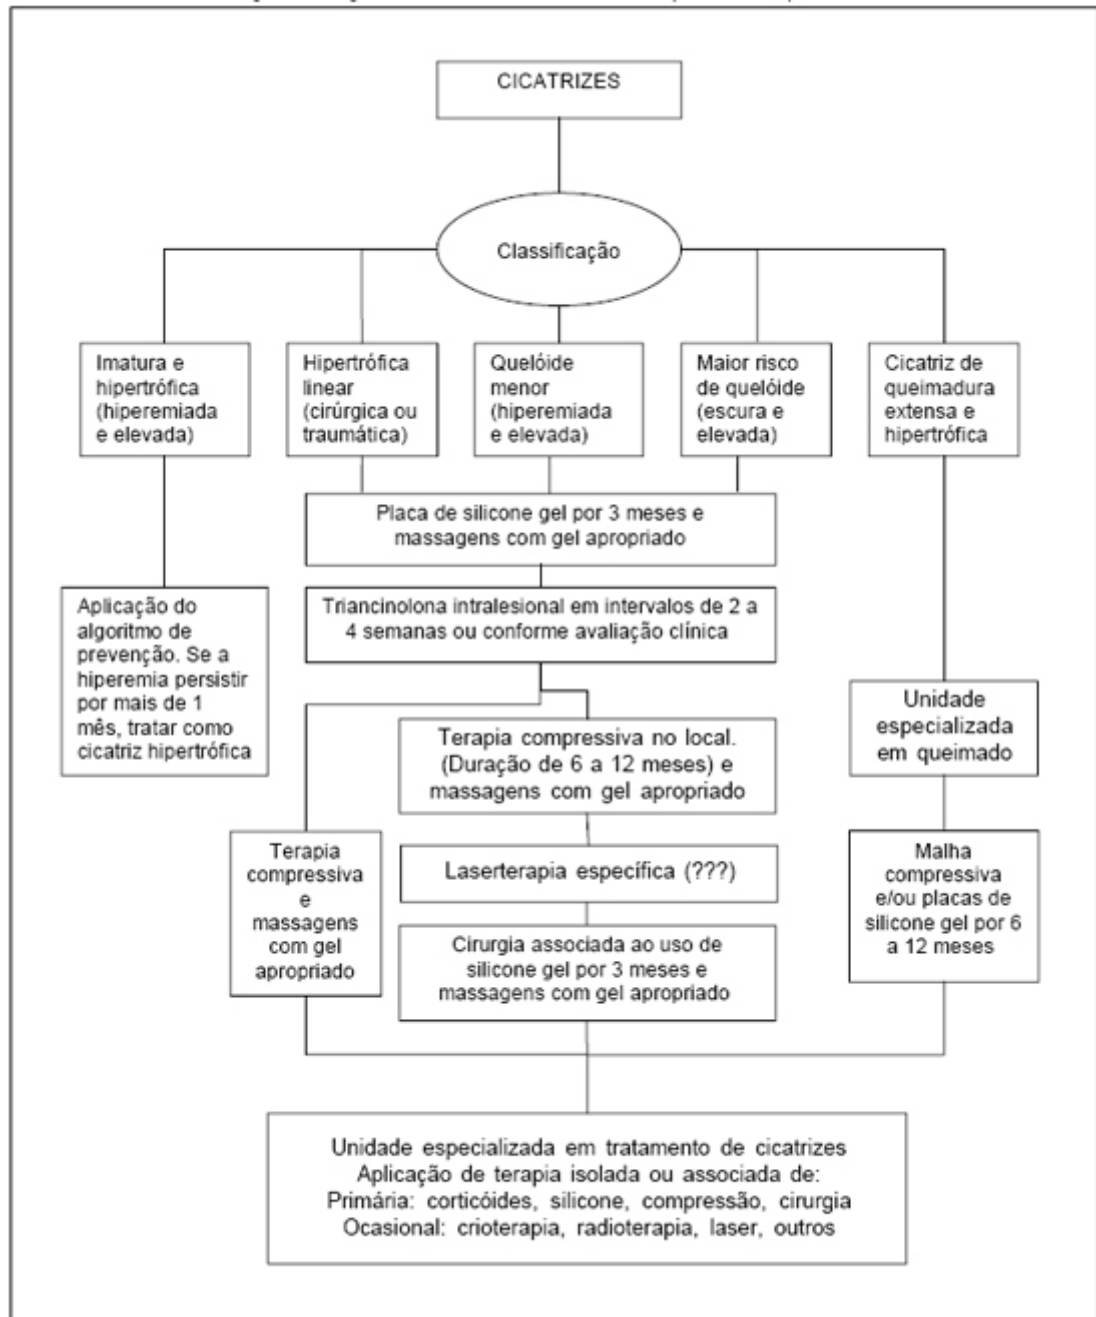 CICATRIZES
Classificação
Imatura e
hipertrófica
(hiperemiada
e elevada)
Hipertrófica
linear
(cirúrgica ou
traumática)
Quelóide
menor
(hiperemiada
e elevada)
Maior risco
de quelóide
(escura e
elevada)
Cicatriz de
queimadura
extensa e
hipertrófica
Placa de silicone gel por 3 meses e
massagens com gel apropriado
Aplicação do
algoritmo de
prevenção. Se a
hiperemia persistir
por mais de 1
mês, tratar como
cicatriz hipertrófica
Triancinolona intralesional em intervalos de 2 a
4 semanas ou conforme avaliação clínica
Unidade
especializada
em queimado
Terapia compressiva no local.
(Duração de 6 a 12 meses) e
massagens com gel apropriado
Terapia
compressiva
e
massagens
com gel
apropriado
Laserterapia específica (???)
Malha
compressiva
e/ou placas de
silicone gel por 6
a 12 meses
Cirurgia associada ao uso de
silicone gel por 3 meses e
massagens com gel apropriado
Unidade especializada em tratamento de cicatrizes
Aplicação de terapia isolada ou associada de:
Primária: corticóides, silicone, compressão, cirurgia
Ocasional: crioterapia, radioterapia, laser, outros